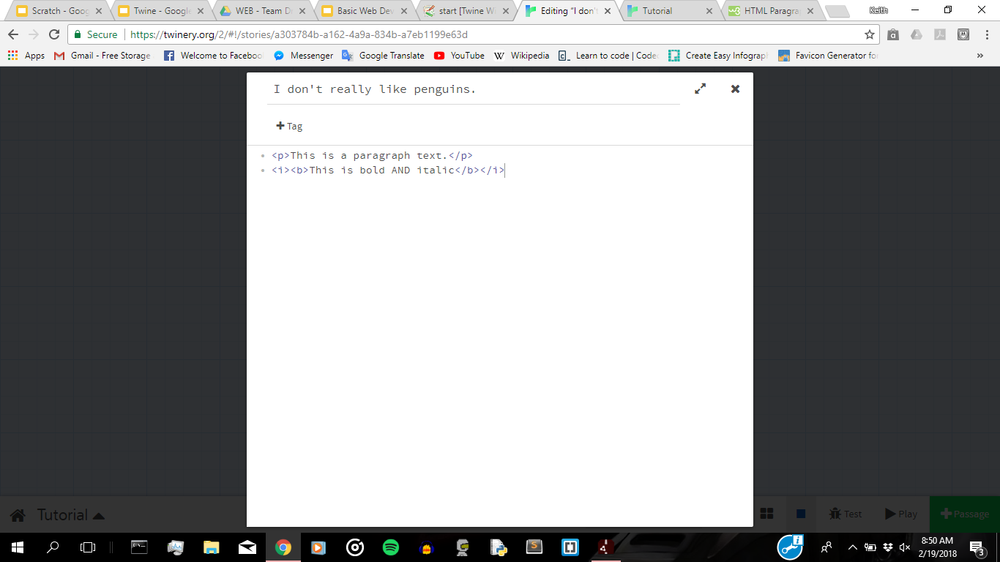 Scratch - Goog
Twine - Google
WEB - Team D
Basic Web Dev
start [Twine W
Editing "I don't
Tutorial
HTML Paragra
Keith
Secure
https://twinery.org/2/#!/stories/a303784b-a162-4a9a-834b-a7eb1199e63d
Apps
Gmail - Free Storage
Welcome to Faceboo
Messenger
Google Translate
YouTube
Wikipedia
Learn to code | Code
Create Easy Infograph
Favicon Generator for
»
I don't really like penguins.
+ Tag
• <p>This is a paragraph text.</p>
• <i><b>This is bold AND italic</b></i>
Tutorial
Test
Play
+ Passage
8:50 AM
2/19/2018
3